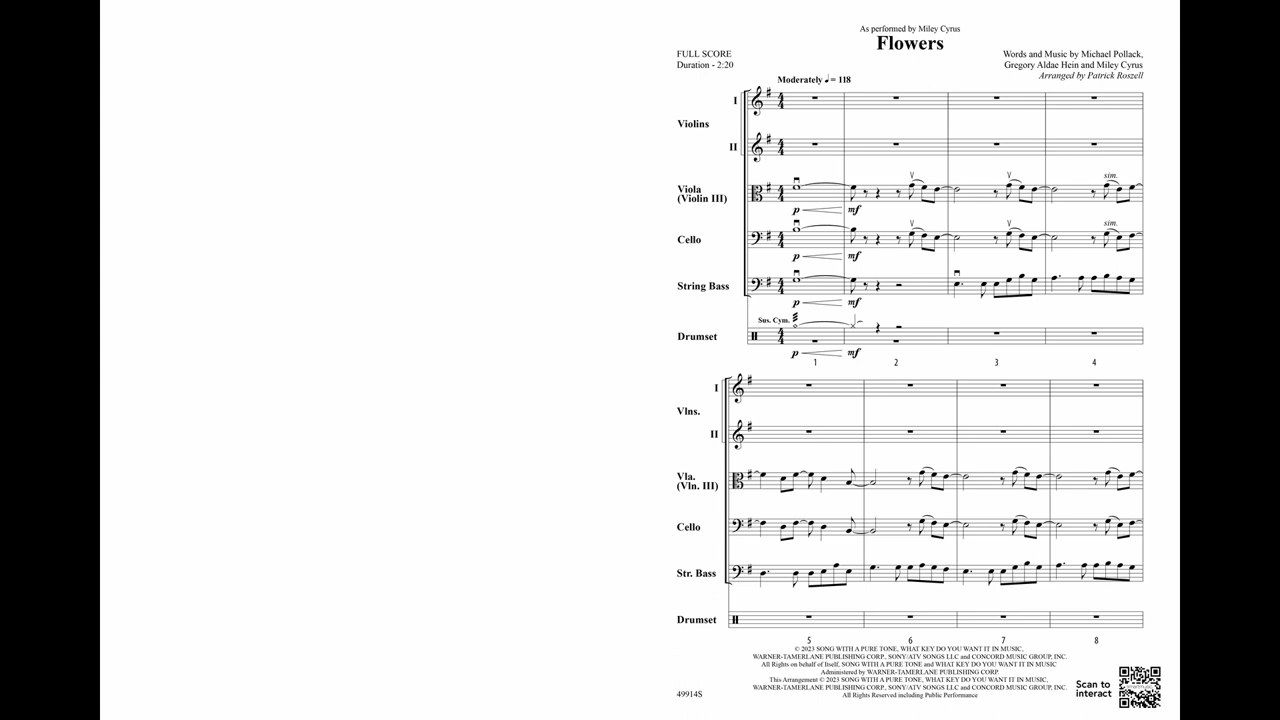 As performed by Miley Cyrus
Flowers
FULL SCORE
Duration - 2:20
Words and Music by Michael Pollack,
Gregory Aldae Hein and Miley Cyrus
Arranged by Patrick Roszell
Moderately ♩ = 118
I
Violins
II
Viola
(Violin III)
sim.
p mf
Cello
sim.
p mf
String Bass
p mf
Sus. Cym.
Drumset
p mf
1 2 3 4
I
Vlns.
II
Vla.
(Vln. III)
Cello
Str. Bass
Drumset
5 6 7 8
© 2023 SONG WITH A PURE TONE, WHAT KEY DO YOU WANT IT IN MUSIC,
WARNER-TAMERLANE PUBLISHING CORP., SONY/ATV SONGS LLC and CONCORD MUSIC GROUP, INC.
All Rights on behalf of Itself, SONG WITH A PURE TONE and WHAT KEY DO YOU WANT IT IN MUSIC
Administered by WARNER-TAMERLANE PUBLISHING CORP.
This Arrangement © 2023 SONG WITH A PURE TONE, WHAT KEY DO YOU WANT IT IN MUSIC,
WARNER-TAMERLANE PUBLISHING CORP., SONY/ATV SONGS LLC and CONCORD MUSIC GROUP, INC.
All Rights Reserved including Public Performance
49914S
Scan to
interact